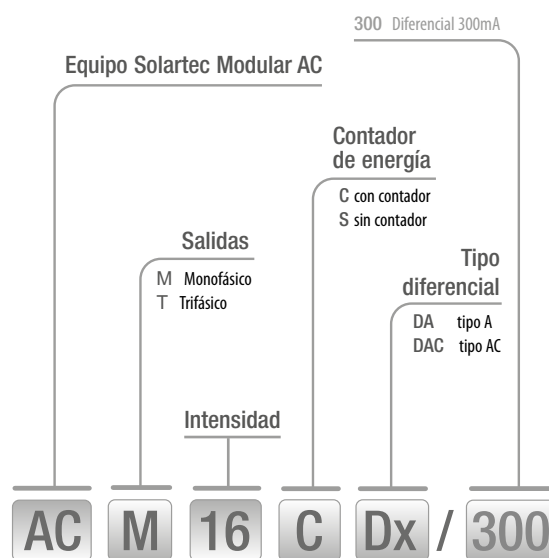 300 Diferencial 300mA
Equipo Solartec Modular AC
Contador
de energía
C con contador
S sin contador
Salidas
M Monofásico
T Trifásico
Tipo
diferencial
DA tipo A
DAC tipo AC
Intensidad
AC M 16 C Dx / 300